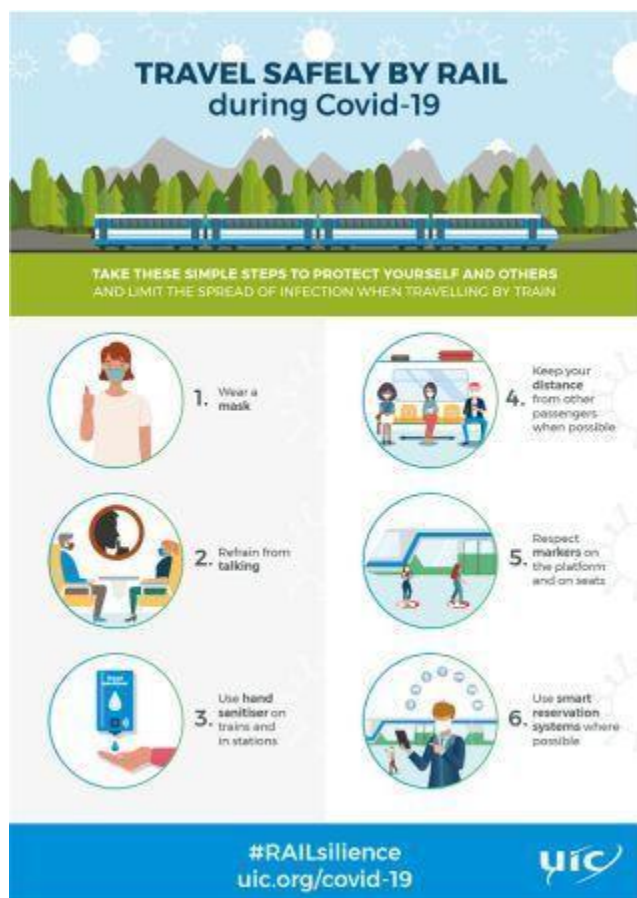 TRAVEL SAFELY BY RAIL
during Covid-19
TAKE THESE SIMPLE STEPS TO PROTECT YOURSELF AND OTHERS
AND LIMIT THE SPREAD OF INFECTION WHEN TRAVELLING BY TRAIN
1. Wear a
mask
2. Refrain from
talking
3. Use hand
sanitiser on
trains and
in stations
4. Keep your
distance
from other
passengers
when possible
5. Respect
markers on
the platform
and on seats
6. Use smart
reservation
systems where
possible
#RAILsilience
uic.org/covid-19
uic